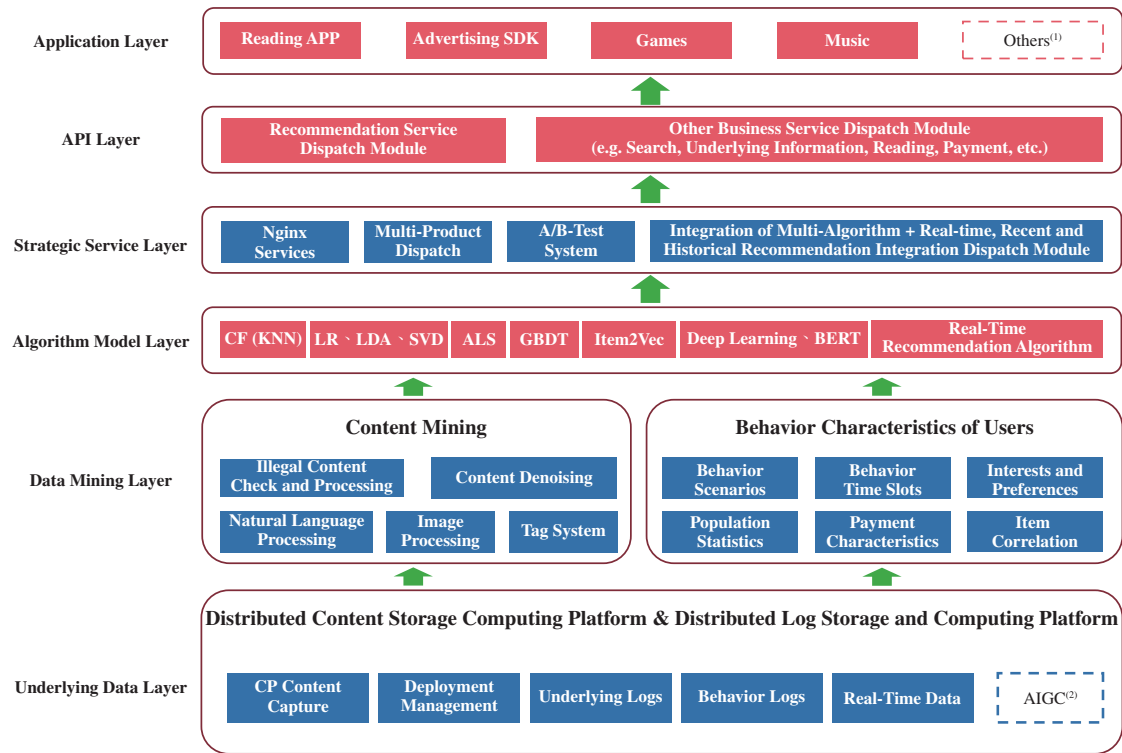 Application Layer
Reading APP
Advertising SDK
Games
Music
Others(1)
API Layer
Recommendation Service
Dispatch Module
Other Business Service Dispatch Module
(e.g. Search, Underlying Information, Reading, Payment, etc.)
Strategic Service Layer
Nginx
Services
Multi-Product
Dispatch
A/B-Test
System
Integration of Multi-Algorithm + Real-time, Recent and
Historical Recommendation Integration Dispatch Module
Algorithm Model Layer
CF (KNN)
LR、LDA、SVD
ALS
GBDT
Item2Vec
Deep Learning、BERT
Real-Time
Recommendation Algorithm
Data Mining Layer
Content Mining
Illegal Content
Check and Processing
Content Denoising
Natural Language
Processing
Image
Processing
Tag System
Behavior Characteristics of Users
Behavior
Scenarios
Behavior
Time Slots
Interests and
Preferences
Population
Statistics
Payment
Characteristics
Item
Correlation
Underlying Data Layer
Distributed Content Storage Computing Platform & Distributed Log Storage and Computing Platform
CP Content
Capture
Deployment
Management
Underlying Logs
Behavior Logs
Real-Time Data
AIGC(2)